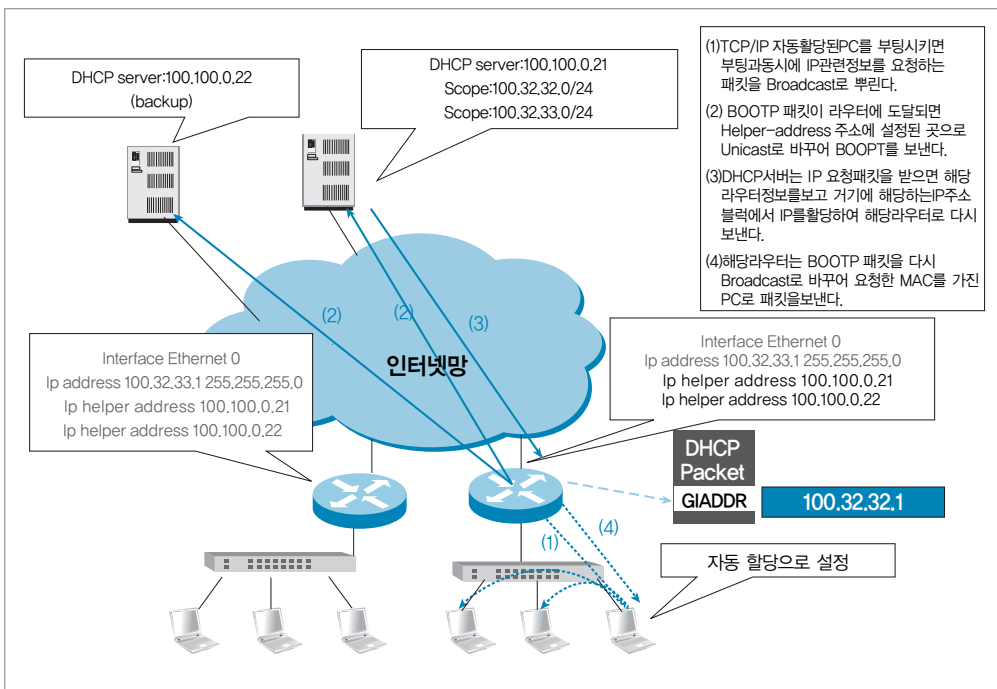 DHCP server:100.100.0.22
(backup)
DHCP server:100.100.0.21
Scope:100.32.32.0/24
Scope:100.32.33.0/24
(1)TCP/IP 자동활당된PC를 부팅시키면
부팅과동시에 IP관련정보를 요청하는
패킷을 Broadcast로 뿌린다.
(2) BOOTP 패킷이 라우터에 도달되면
Helper-address 주소에 설정된 곳으로
Unicast로 바꾸어 BOOPT를 보낸다.
(3)DHCP서버는 IP 요청패킷을 받으면 해당
라우터정보를보고 거기에 해당하는IP주소
블럭에서 IP를활당하여 해당라우터로 다시
보낸다.
(4)해당라우터는 BOOTP 패킷을 다시
Broadcast로 바꾸어 요청한 MAC를 가진
PC로 패킷을보낸다.
(2)
(2)
(3)
인터넷망
Interface Ethernet 0
Ip address 100.32.33.1 255.255.255.0
Ip helper address 100.100.0.21
Ip helper address 100.100.0.22
Interface Ethernet 0
Ip address 100.32.33.1 255.255.255.0
Ip helper address 100.100.0.21
Ip helper address 100.100.0.22
DHCP
Packet
GIADDR
100.32.32.1
(1)
(4)
자동 할당으로 설정